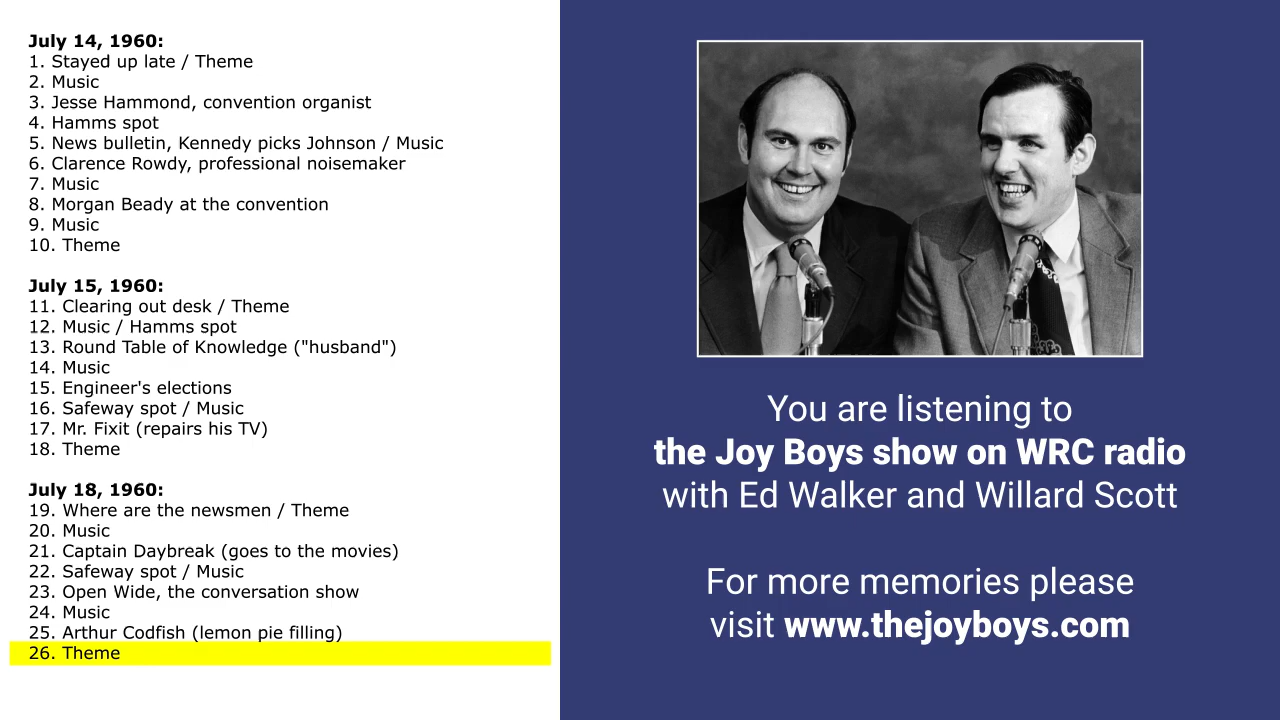 July 14, 1960:
1. Stayed up late / Theme
2. Music
3. Jesse Hammond, convention organist
4. Hamms spot
5. News bulletin, Kennedy picks Johnson / Music
6. Clarence Rowdy, professional noisemaker
7. Music
8. Morgan Beady at the convention
9. Music
10. Theme
July 15, 1960:
11. Clearing out desk / Theme
12. Music / Hamms spot
13. Round Table of Knowledge ("husband")
14. Music
15. Engineer's elections
16. Safeway spot / Music
17. Mr. Fixit (repairs his TV)
18. Theme
July 18, 1960:
19. Where are the newsmen / Theme
20. Music
21. Captain Daybreak (goes to the movies)
22. Safeway spot / Music
23. Open Wide, the conversation show
24. Music
25. Arthur Codfish (lemon pie filling)
26. Theme
You are listening to
the Joy Boys show on WRC radio
with Ed Walker and Willard Scott
For more memories please
visit www.thejoyboys.com